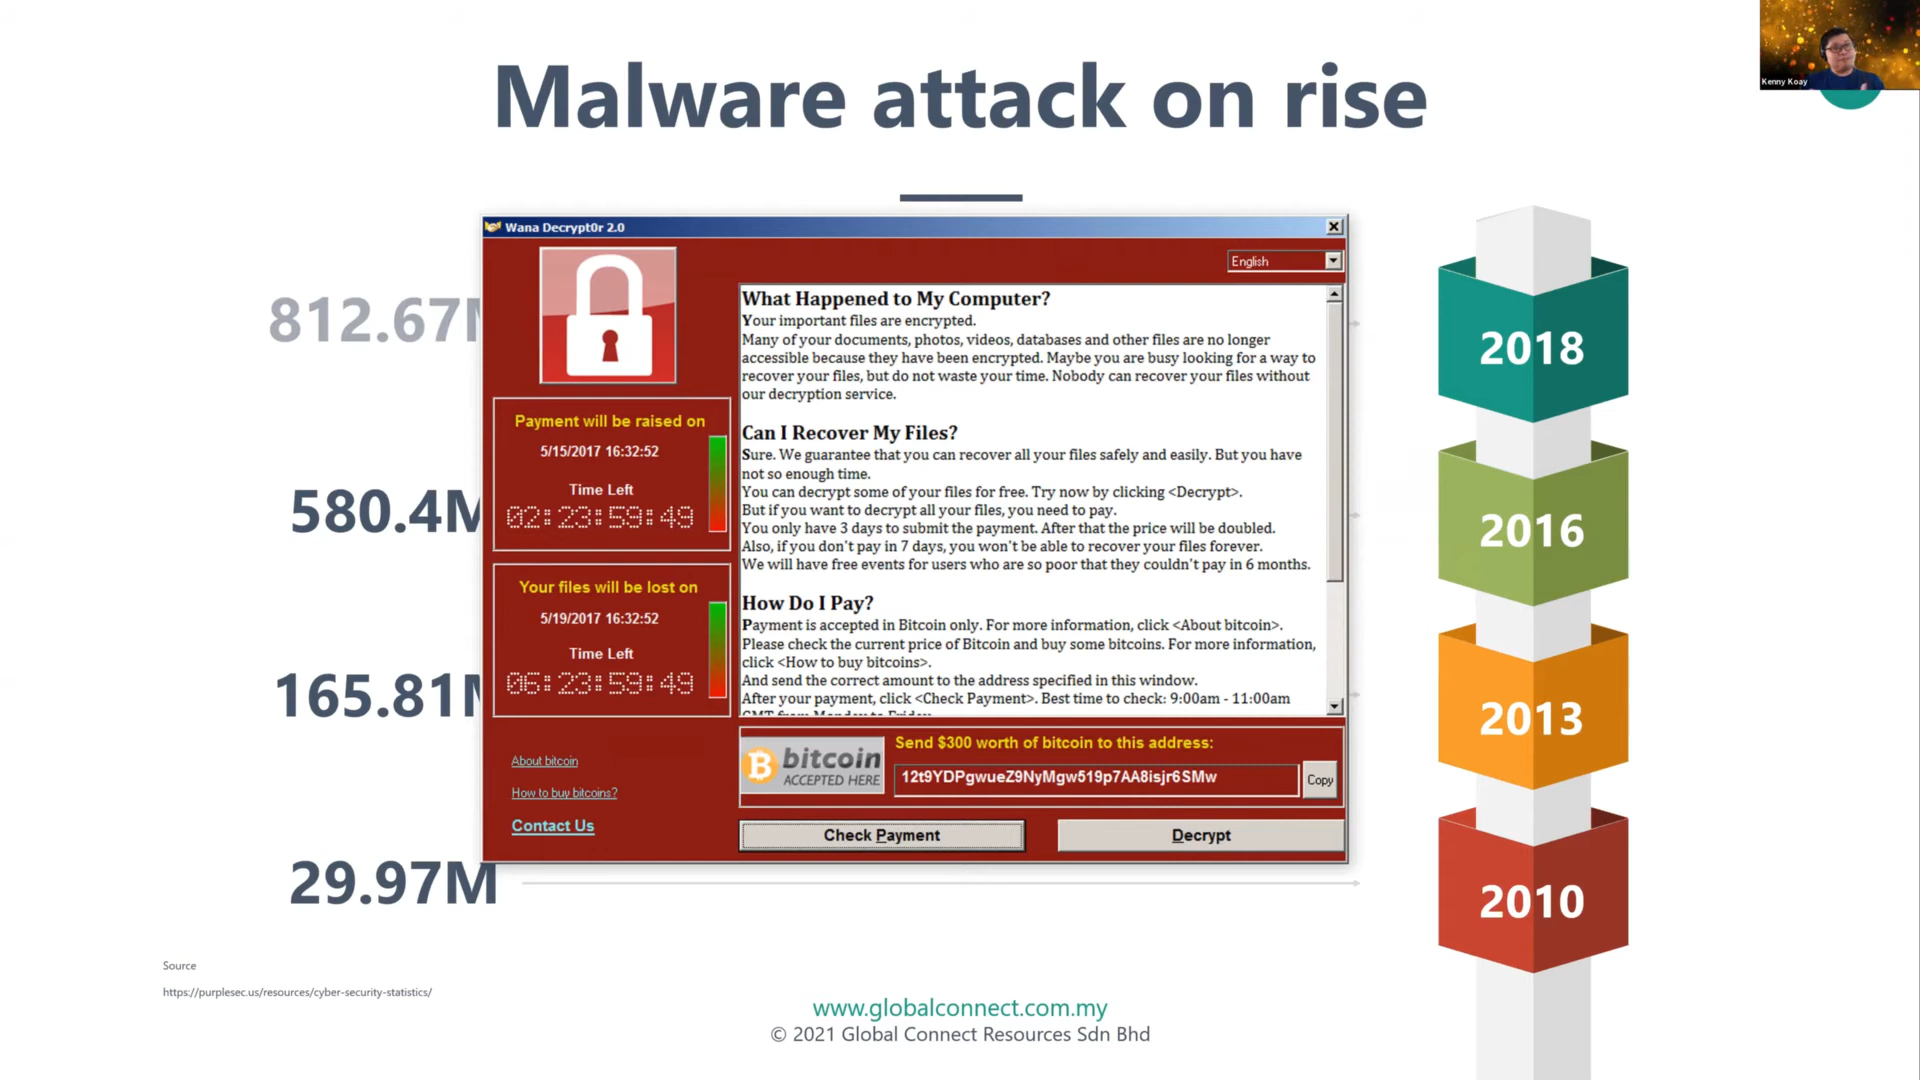 Malware attack on rise
Kenny Koay
Wana Decrypt0r 2.0
English
What Happened to My Computer?
Your important files are encrypted.
Many of your documents, photos, videos, databases and other files are no longer
accessible because they have been encrypted. Maybe you are busy looking for a way to
recover your files, but do not waste your time. Nobody can recover your files without
our decryption service.
Can I Recover My Files?
Sure. We guarantee that you can recover all your files safely and easily. But you have
not so enough time.
You can decrypt some of your files for free. Try now by clicking <Decrypt>.
But if you want to decrypt all your files, you need to pay.
You only have 3 days to submit the payment. After that the price will be doubled.
Also, if you don't pay in 7 days, you won't be able to recover your files forever.
We will have free events for users who are so poor that they couldn't pay in 6 months.
How Do I Pay?
Payment is accepted in Bitcoin only. For more information, click <About bitcoin>.
Please check the current price of Bitcoin and buy some bitcoins. For more information,
click <How to buy bitcoins>.
And send the correct amount to the address specified in this window.
After your payment, click <Check Payment>. Best time to check: 9:00am - 11:00am
GMT from Monday to Friday.
Payment will be raised on
5/15/2017 16:32:52
Time Left
02:23:59:49
Your files will be lost on
5/19/2017 16:32:52
Time Left
06:23:59:49
About bitcoin
How to buy bitcoins?
Contact Us
bitcoin
ACCEPTED HERE
Send $300 worth of bitcoin to this address:
12t9YDPgwueZ9NyMgw519p7AA8isjr6SMw
Copy
Check Payment
Decrypt
812.67M
580.4M
165.81M
29.97M
2018
2016
2013
2010
Source
https://purplesec.us/resources/cyber-security-statistics/
www.globalconnect.com.my
© 2021 Global Connect Resources Sdn Bhd